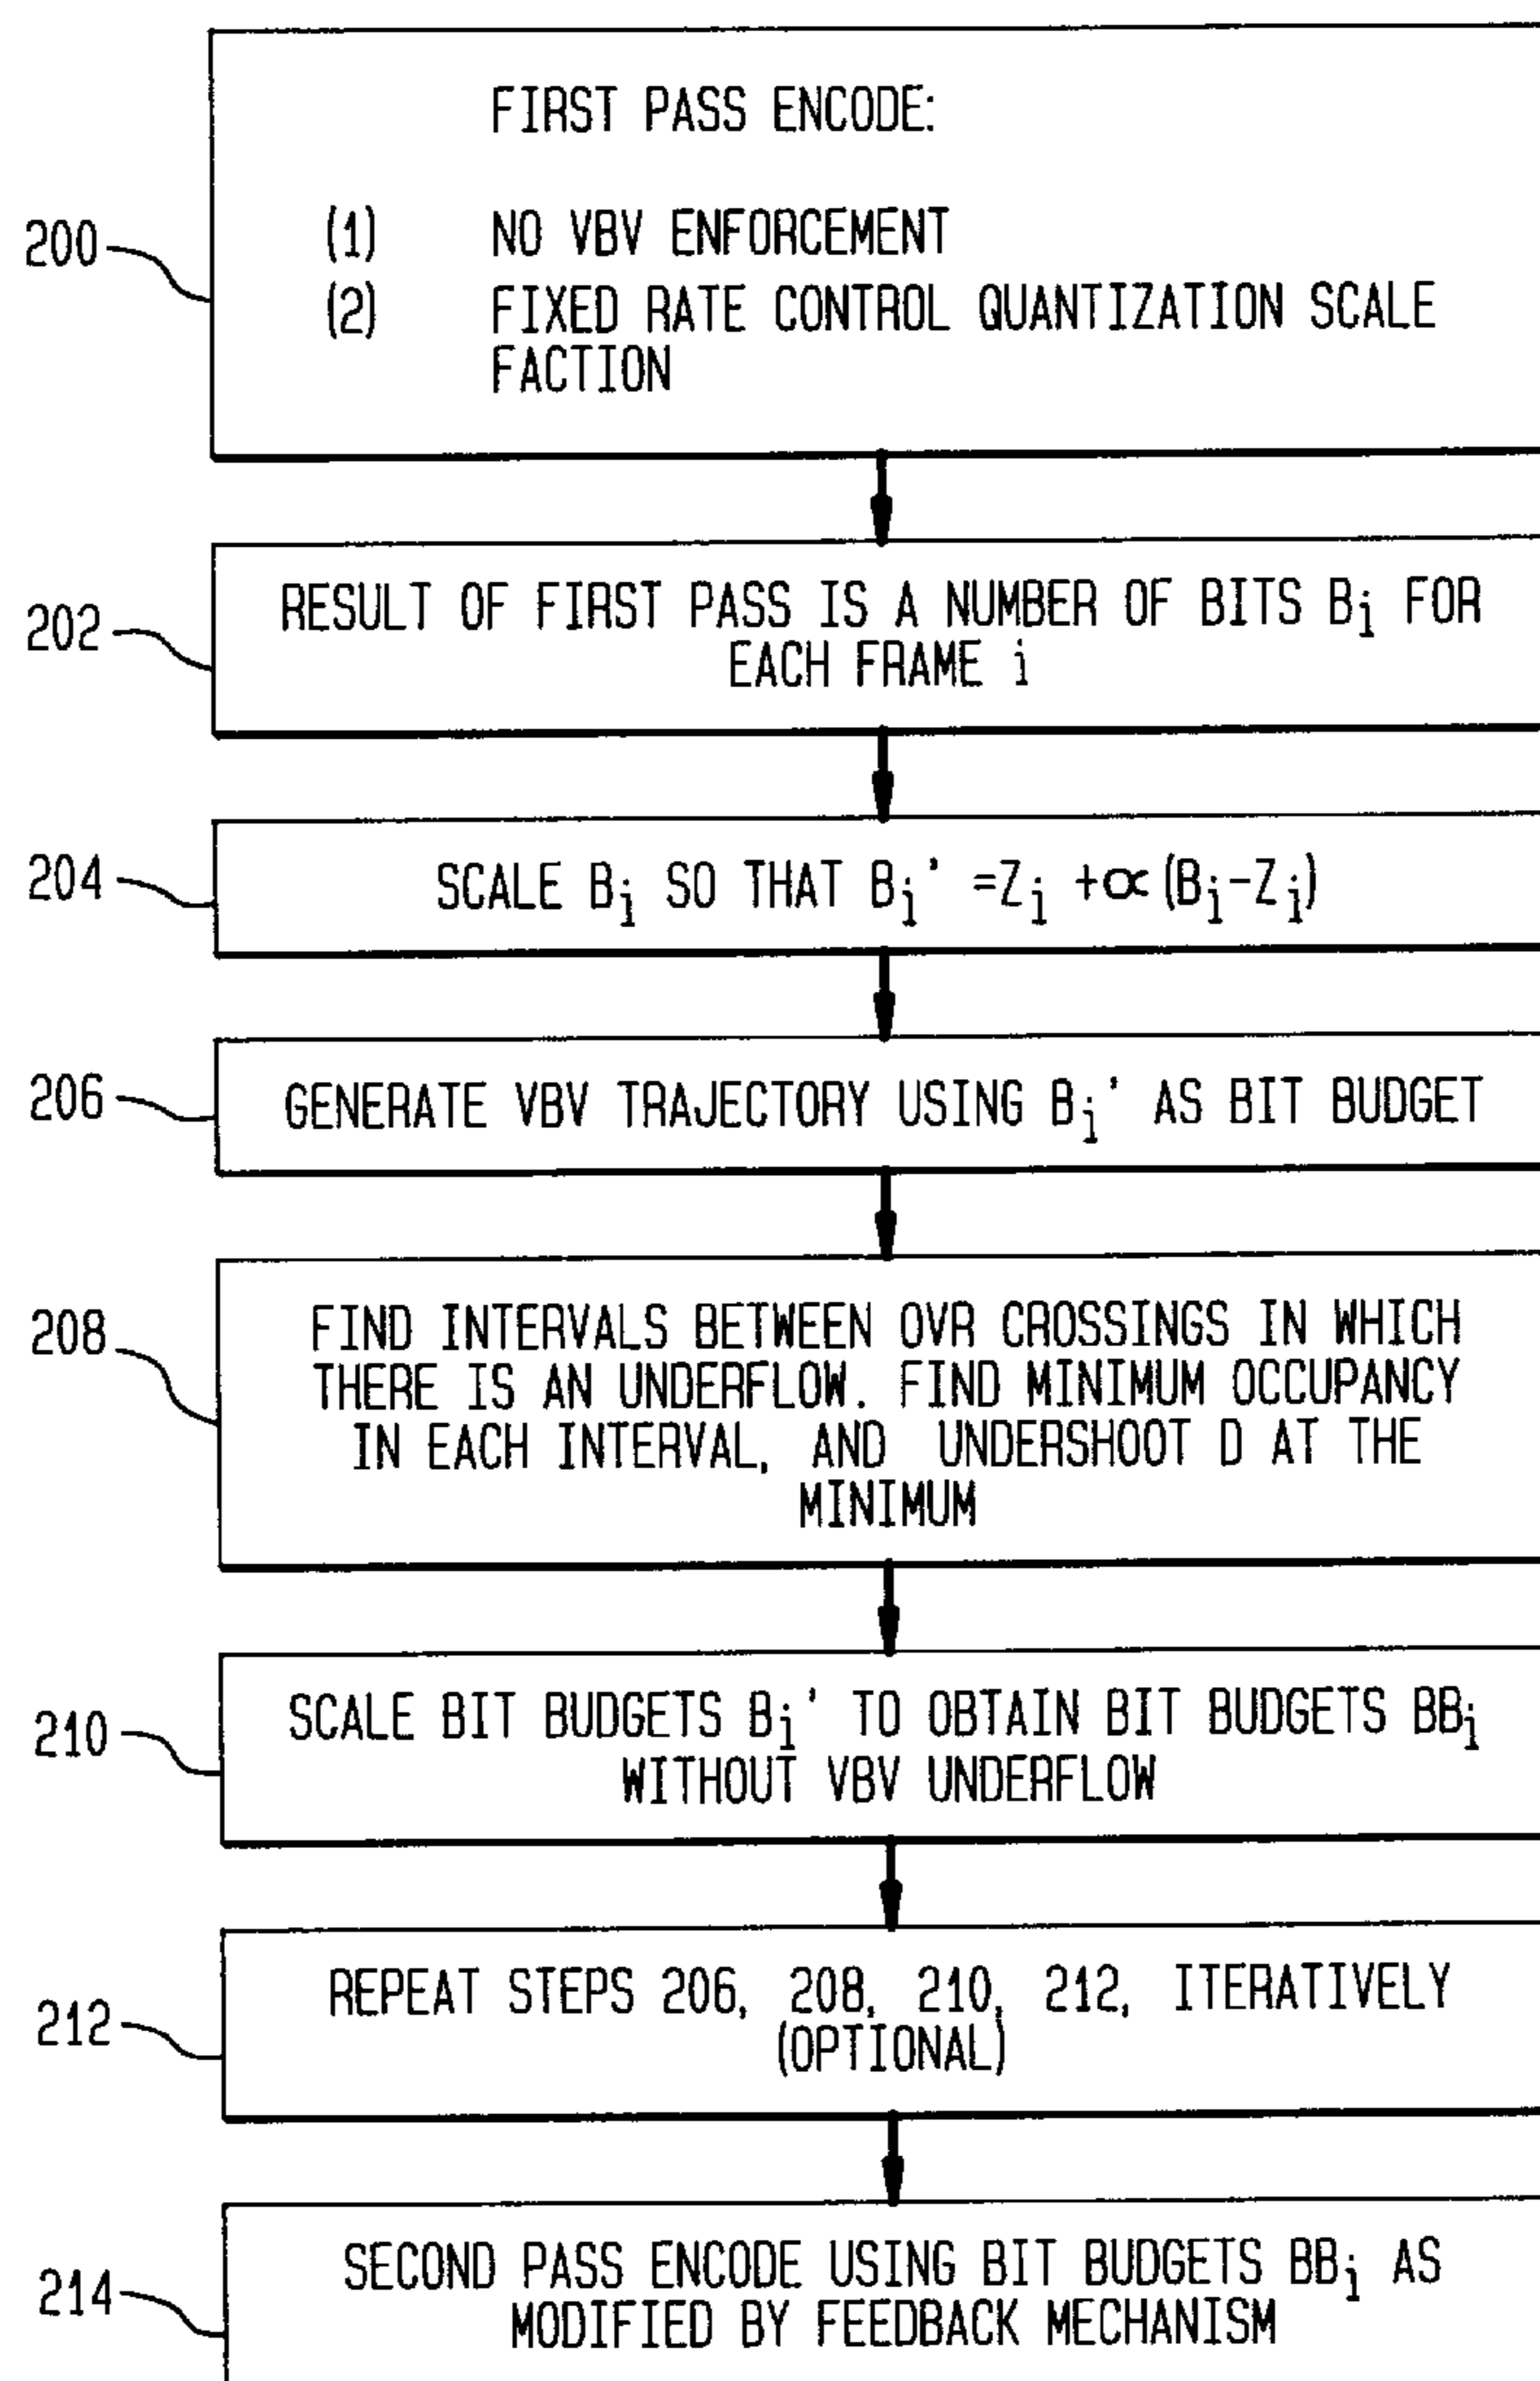 FIRST PASS ENCODE:
200
(1) NO VBV ENFORCEMENT
(2) FIXED RATE CONTROL QUANTIZATION SCALE
FACTION
202
RESULT OF FIRST PASS IS A NUMBER OF BITS Bi FOR
EACH FRAME i
204
SCALE Bi SO THAT Bi' =Zi +∝(Bi-Zi)
206
GENERATE VBV TRAJECTORY USING Bi' AS BIT BUDGET
208
FIND INTERVALS BETWEEN OVR CROSSINGS IN WHICH
THERE IS AN UNDERFLOW. FIND MINIMUM OCCUPANCY
IN EACH INTERVAL, AND UNDERSHOOT D AT THE
MINIMUM
210
SCALE BIT BUDGETS Bi' TO OBTAIN BIT BUDGETS BBi
WITHOUT VBV UNDERFLOW
212
REPEAT STEPS 206, 208, 210, 212, ITERATIVELY
(OPTIONAL)
214
SECOND PASS ENCODE USING BIT BUDGETS BBi AS
MODIFIED BY FEEDBACK MECHANISM